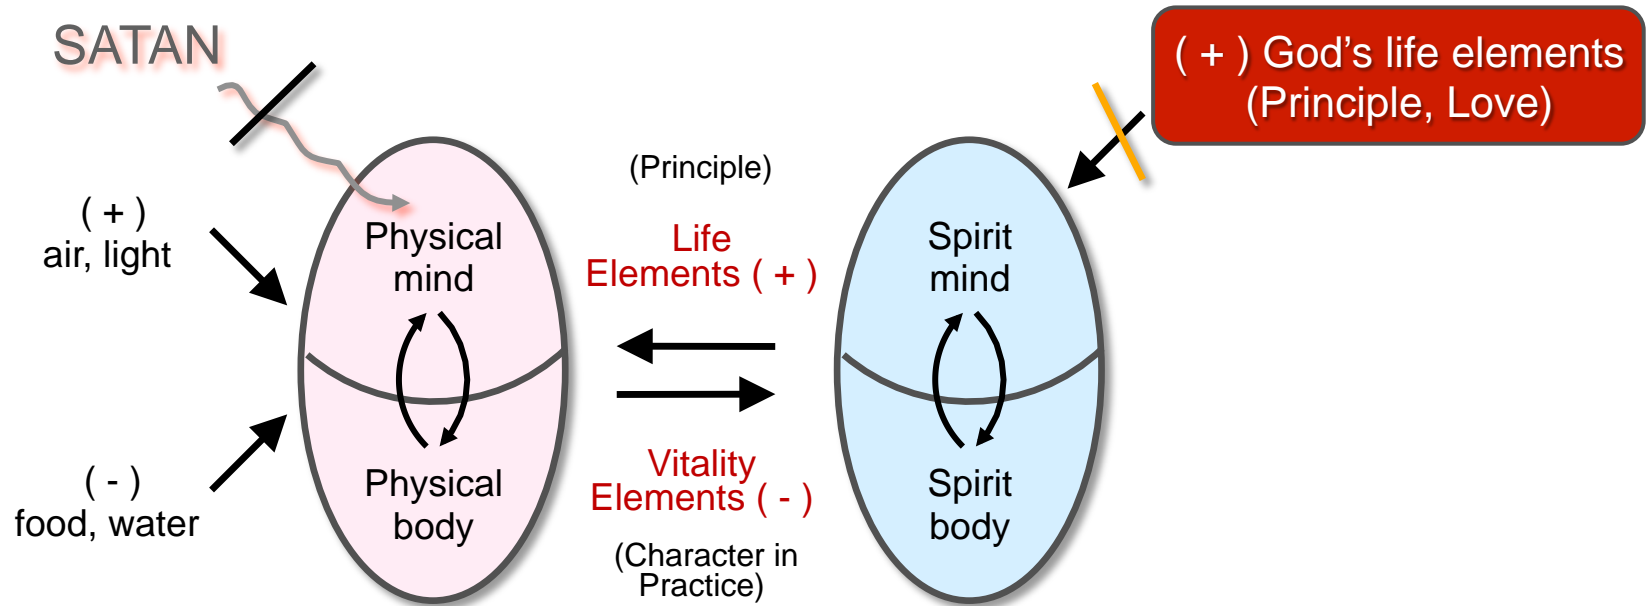 SATAN
( + ) God’s life elements
(Principle, Love)
(Principle)
( + )
air, light
Physical
mind
Life
Elements ( + )
Spirit
mind
( - )
food, water
Physical
body
Vitality
Elements ( - )
(Character in
Practice)
Spirit
body